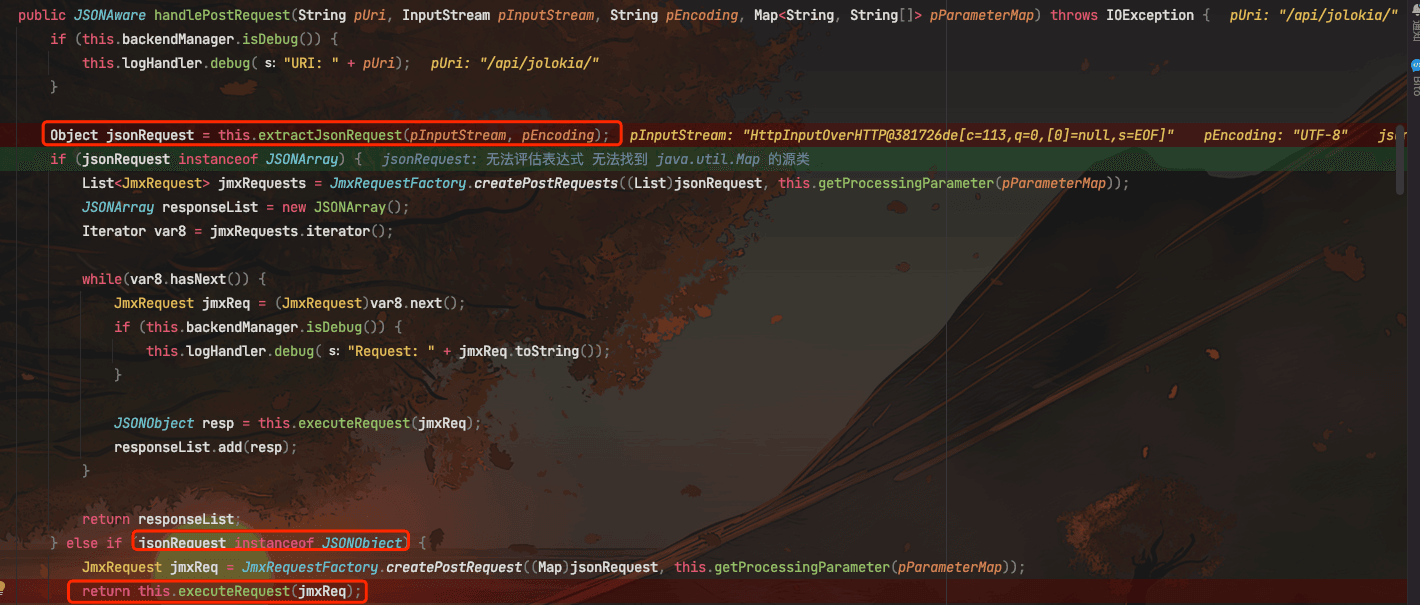 public JSONAware handlePostRequest(String pUri, InputStream pInputStream, String pEncoding, Map<String, String[]> pParameterMap) throws IOException {   pUri: "/api/jolokia/"
    if (this.backendManager.isDebug()) {
        this.logHandler.debug( s: "URI: " + pUri);   pUri: "/api/jolokia/"
    }
    Object jsonRequest = this.extractJsonRequest(pInputStream, pEncoding);   pInputStream: "HttpInputOverHTTP@381726de[c=113,q=0,[0]=null,s=EOF]"   pEncoding: "UTF-8"
    if (jsonRequest instanceof JSONArray) {   jsonRequest: 无法评估表达式 无法找到 java.util.Map 的源类
        List<JmxRequest> jmxRequests = JmxRequestFactory.createPostRequests((List)jsonRequest, this.getProcessingParameter(pParameterMap));
        JSONArray responseList = new JSONArray();
        Iterator var8 = jmxRequests.iterator();
        while(var8.hasNext()) {
            JmxRequest jmxReq = (JmxRequest)var8.next();
            if (this.backendManager.isDebug()) {
                this.logHandler.debug( s: "Request: " + jmxReq.toString());
            }
            JSONObject resp = this.executeRequest(jmxReq);
            responseList.add(resp);
        }
        return responseList;
    } else if (jsonRequest instanceof JSONObject) {
        JmxRequest jmxReq = JmxRequestFactory.createPostRequest((Map)jsonRequest, this.getProcessingParameter(pParameterMap));
        return this.executeRequest(jmxReq);
通知
Bito